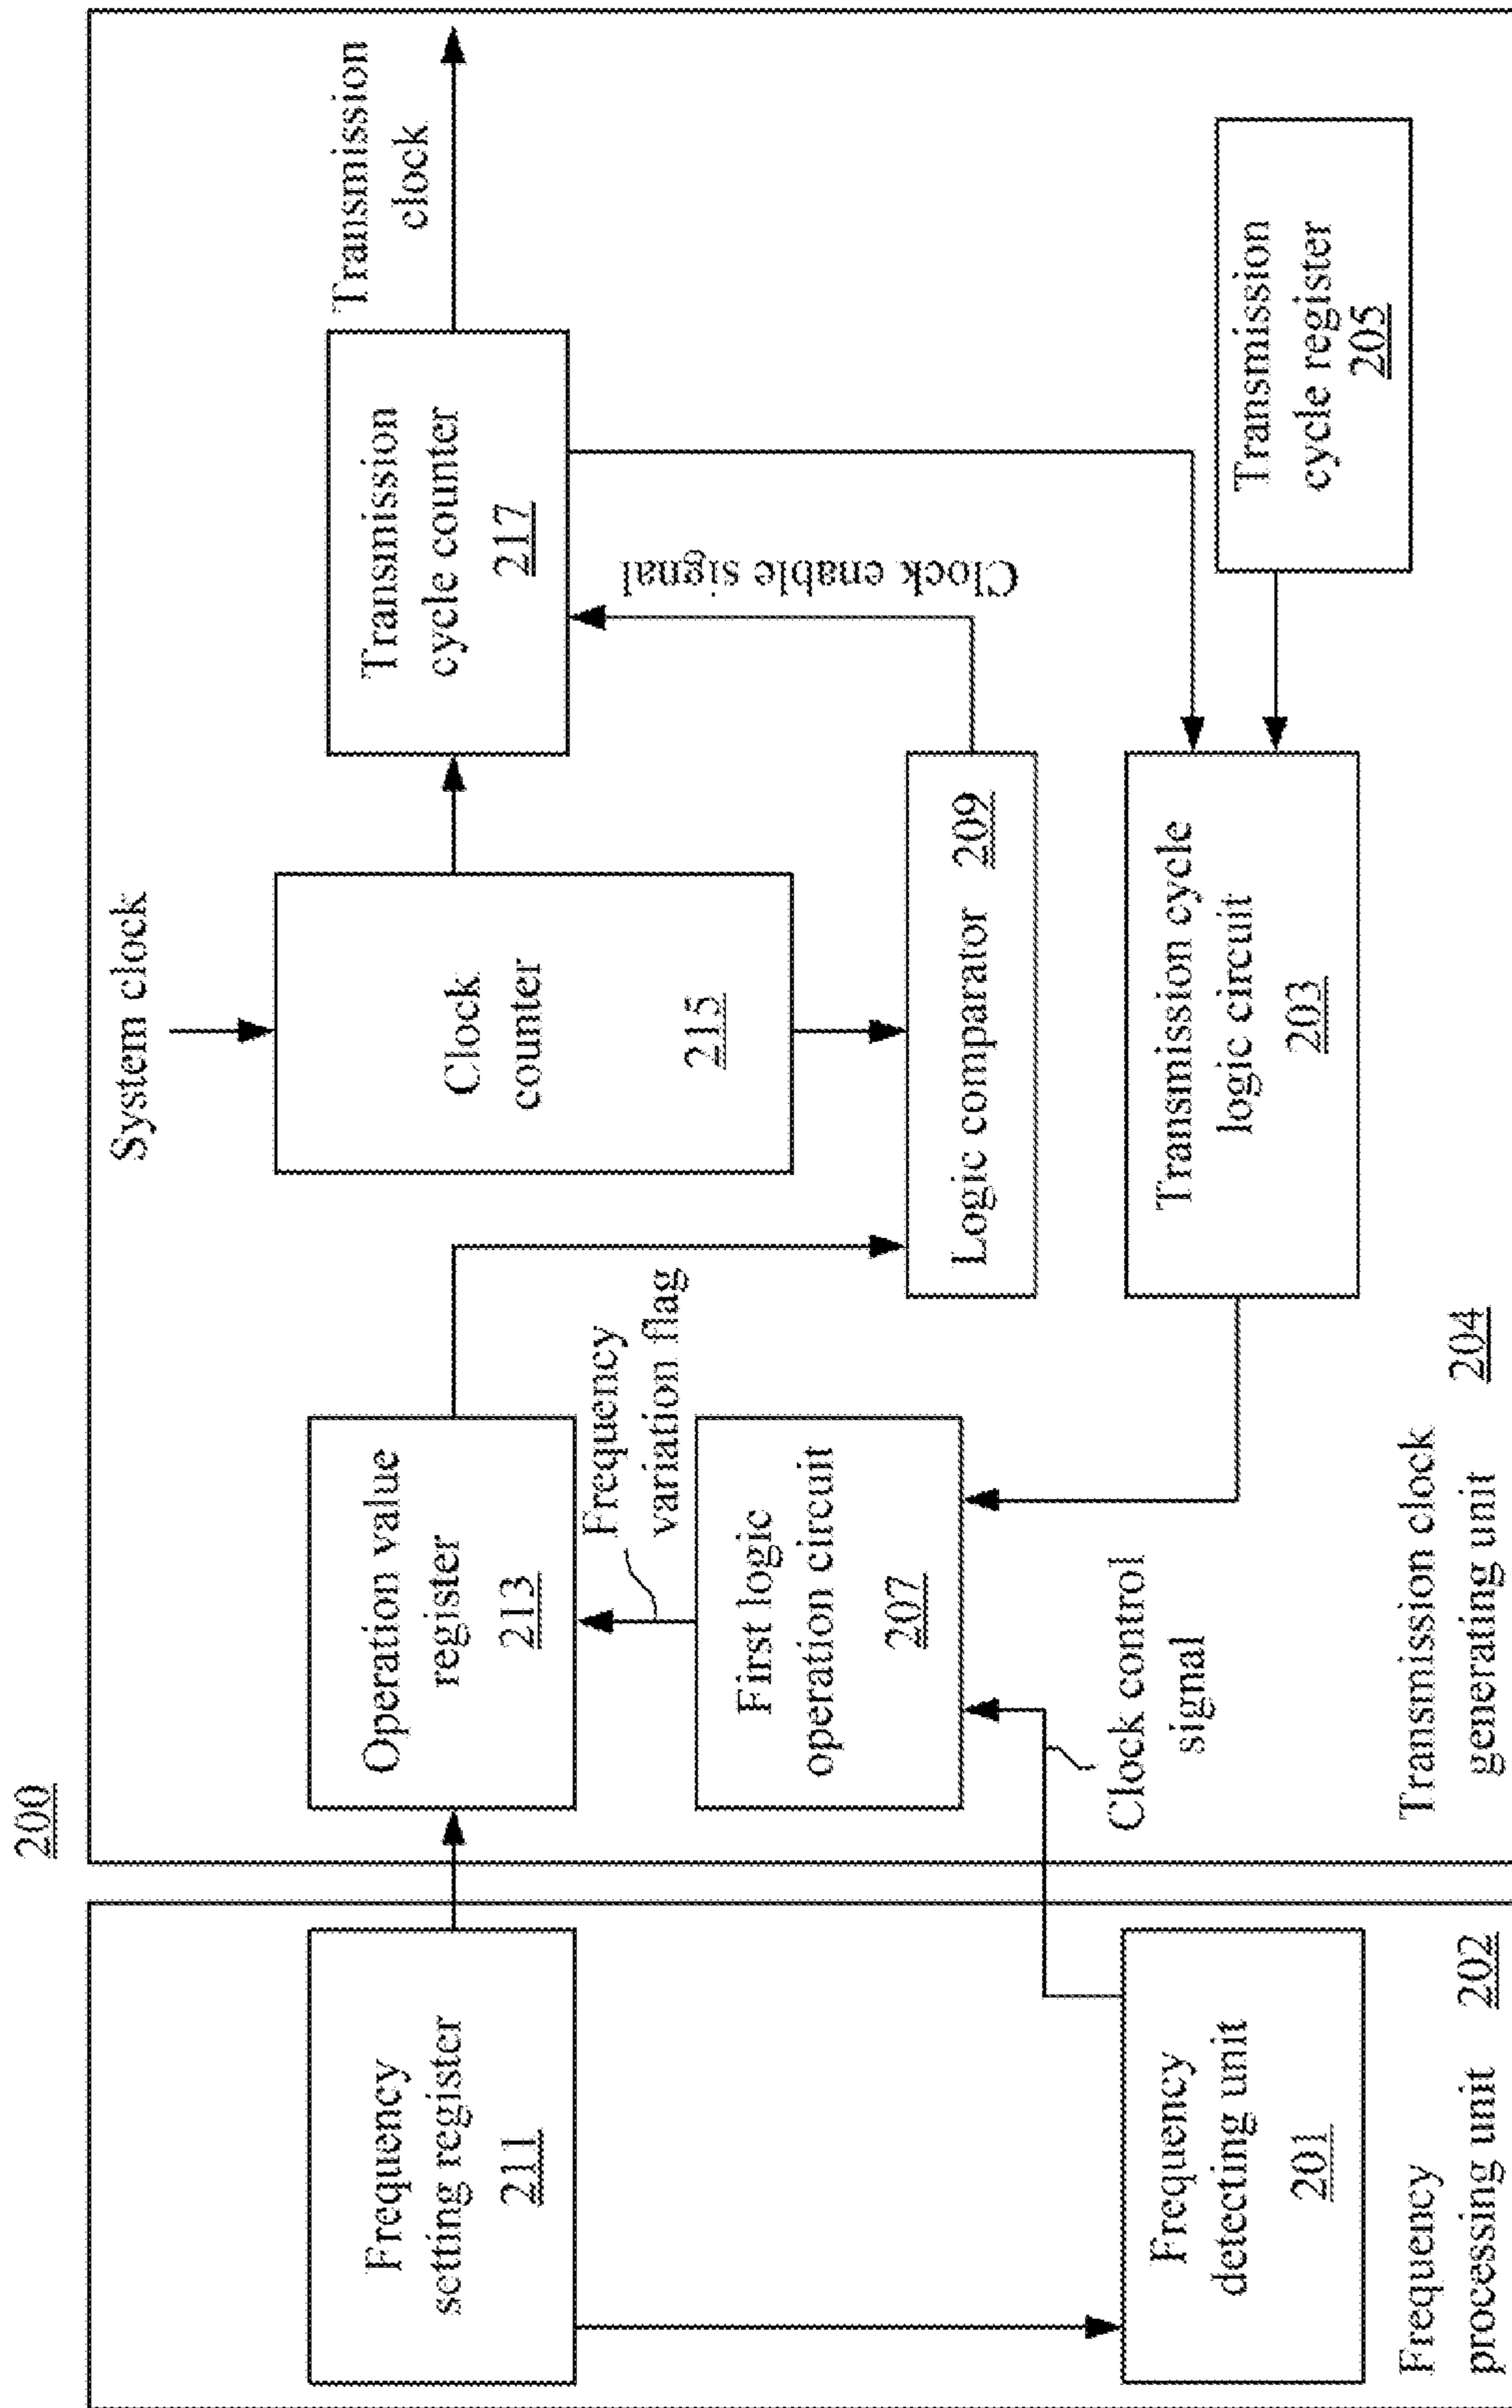 200
System clock
Transmission
clock
Frequency
setting register
211
Operation value
register
213
Clock
counter
215
Transmission
cycle counter
217
Frequency
variation flag
Clock enable signal
First logic
operation circuit
207
Logic comparator 209
Clock control
signal
Frequency
detecting unit
201
Transmission cycle
logic circuit
203
Transmission
cycle register
205
Frequency
processing unit 202
Transmission clock
generating unit 204